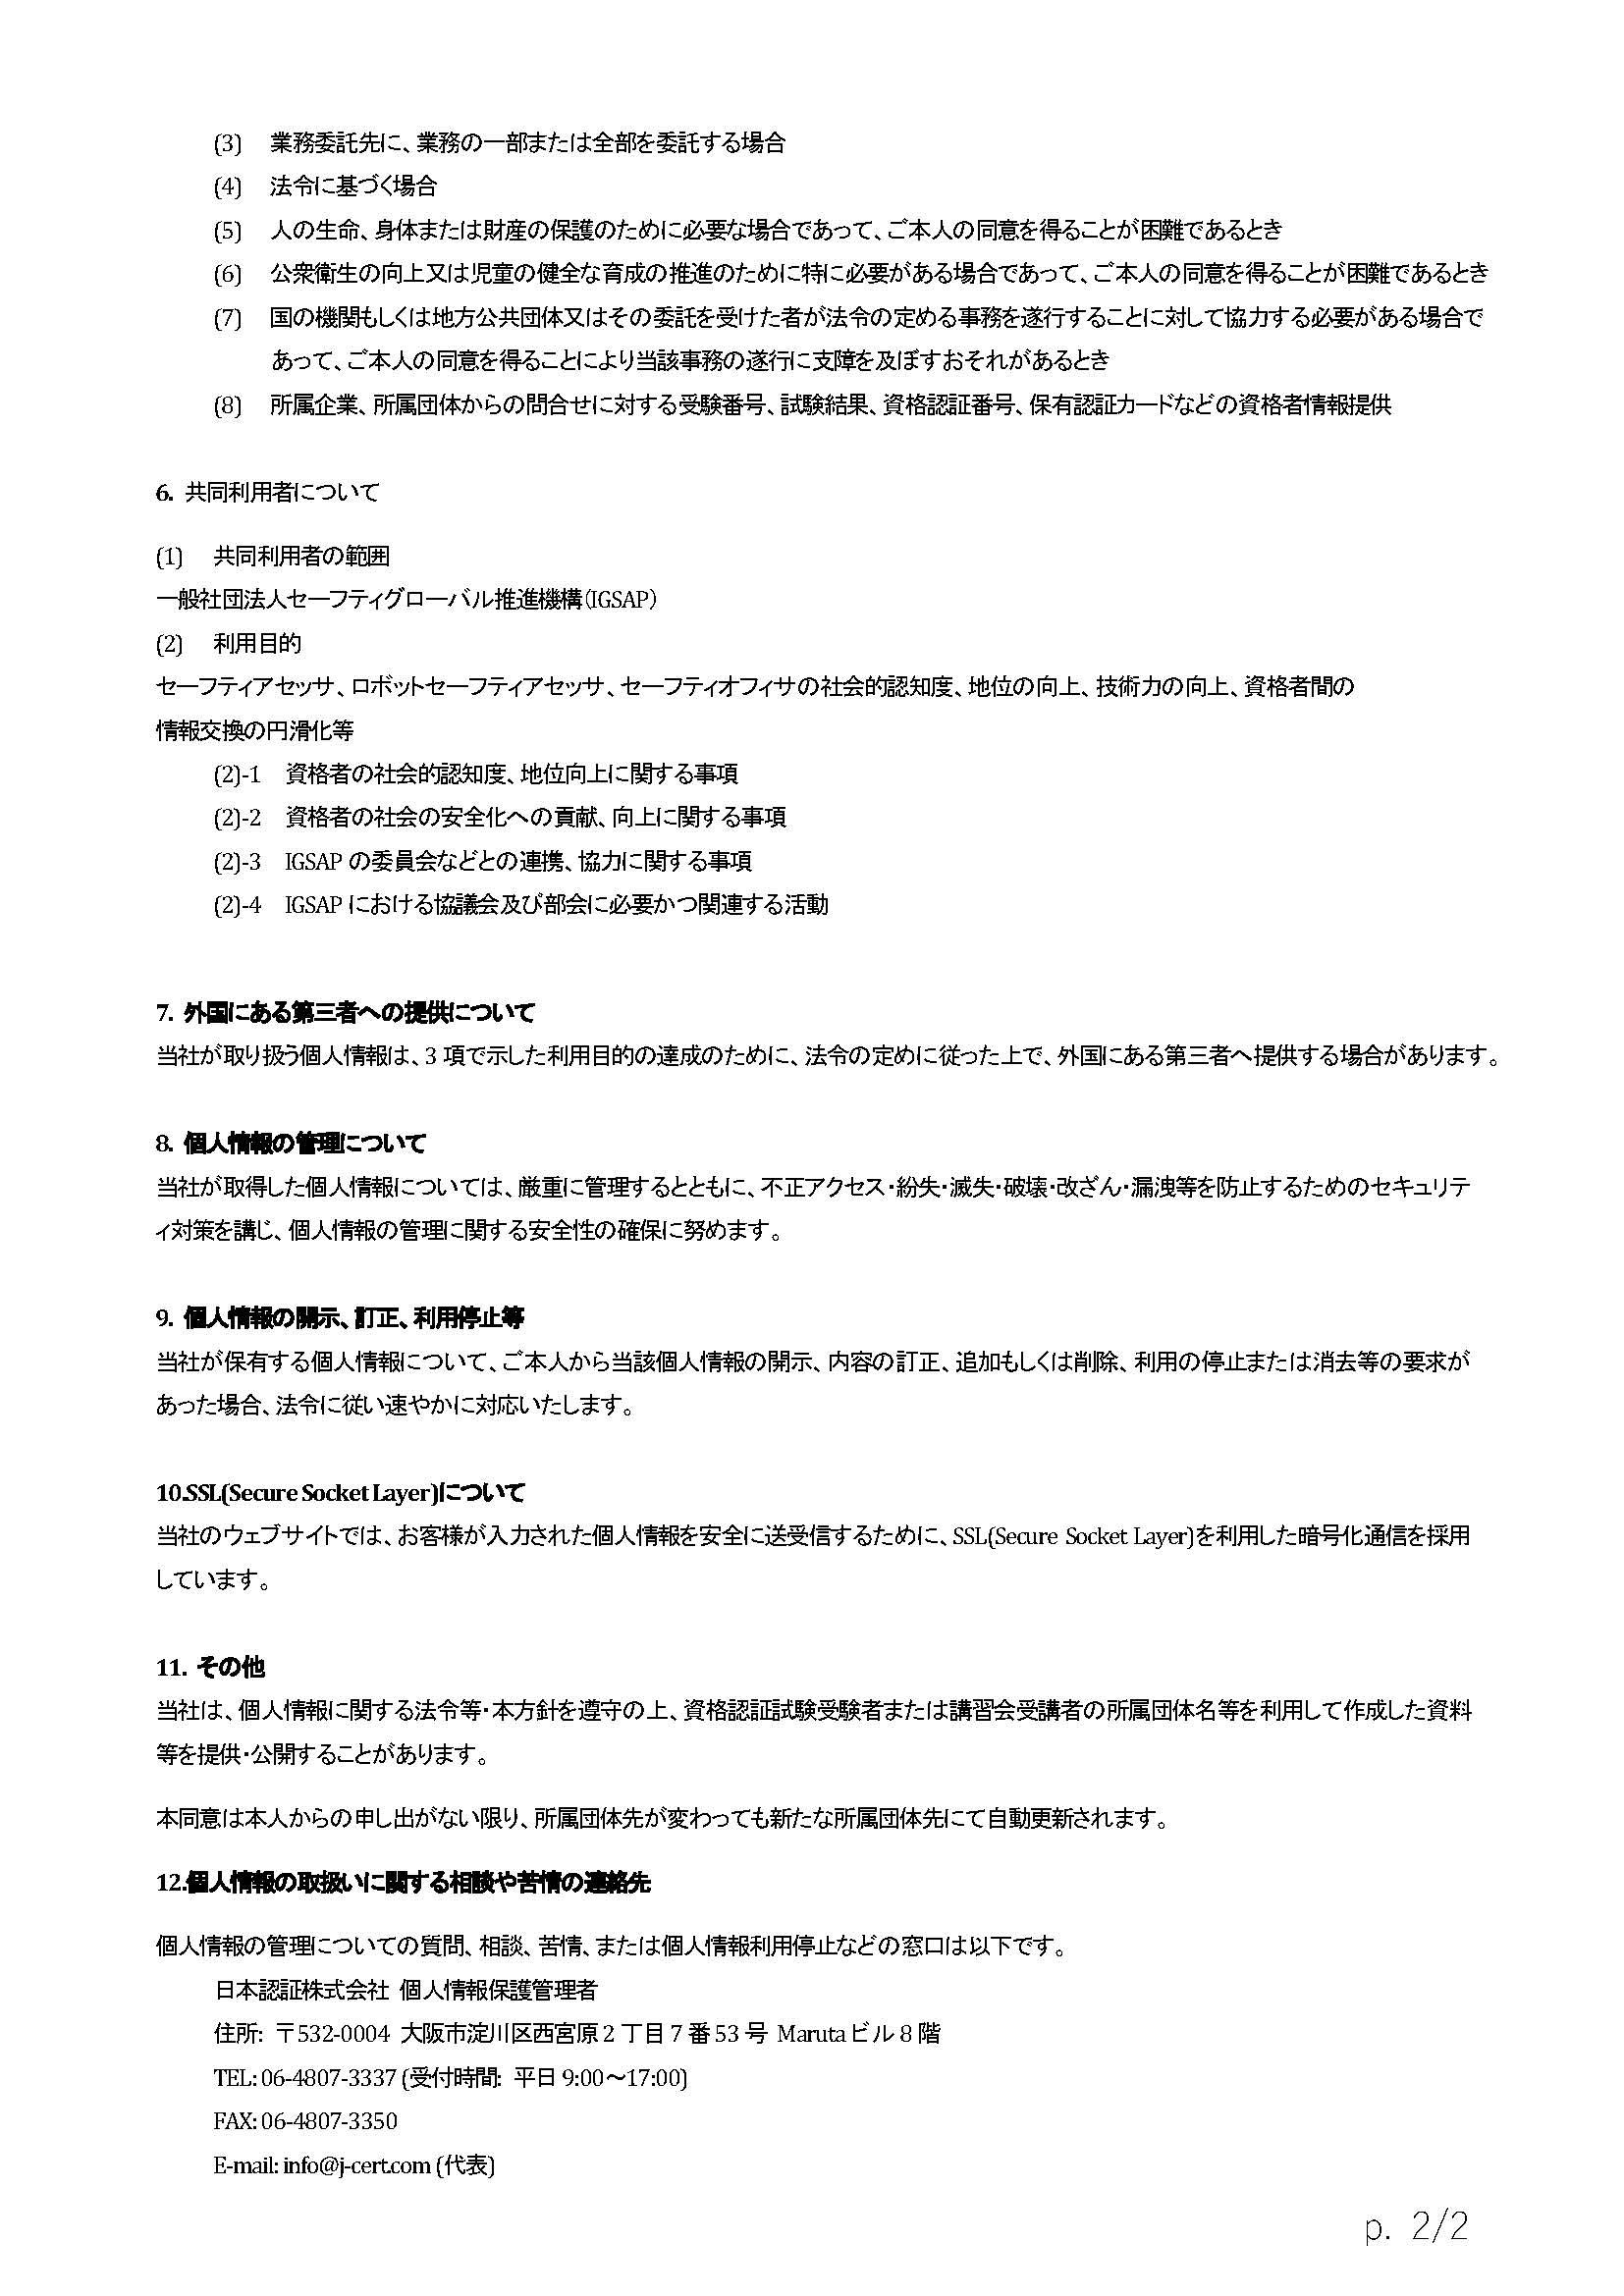 (3) 業務委託先に、業務の一部または全部を委託する場合
(4) 法令に基づく場合
(5) 人の生命、身体または財産の保護のために必要な場合であって、ご本人の同意を得ることが困難であるとき
(6) 公衆衛生の向上又は児童の健全な育成の推進のために特に必要がある場合であって、ご本人の同意を得ることが困難であるとき
(7) 国の機関もしくは地方公共団体又はその委託を受けた者が法令の定める事務を遂行することに対して協力する必要がある場合で
あって、ご本人の同意を得ることにより当該事務の遂行に支障を及ぼすおそれがあるとき
(8) 所属企業、所属団体からの問合せに対する受験番号、試験結果、資格認証番号、保有認証カードなどの資格者情報提供
6. 共同利用者について
(1) 共同利用者の範囲
一般社団法人セーフティグローバル推進機構(IGSAP)
(2) 利用目的
セーフティアセッサ、ロボットセーフティアセッサ、セーフティオフィサの社会的認知度、地位の向上、技術力の向上、資格者間の
情報交換の円滑化等
(2)-1 資格者の社会的認知度、地位向上に関する事項
(2)-2 資格者の社会の安全化への貢献、向上に関する事項
(2)-3 IGSAP の委員会などとの連携、協力に関する事項
(2)-4 IGSAP における協議会及び部会に必要かつ関連する活動
7. 外国にある第三者への提供について
当社が取り扱う個人情報は、3 項で示した利用目的の達成のために、法令の定めに従った上で、外国にある第三者へ提供する場合があります。
8. 個人情報の管理について
当社が取得した個人情報については、厳重に管理するとともに、不正アクセス・紛失・滅失・破壊・改ざん・漏洩等を防止するためのセキュリテ
ィ対策を講じ、個人情報の管理に関する安全性の確保に努めます。
9. 個人情報の開示、訂正、利用停止等
当社が保有する個人情報について、ご本人から当該個人情報の開示、内容の訂正、追加もしくは削除、利用の停止または消去等の要求が
あった場合、法令に従い速やかに対応いたします。
10.SSL(Secure Socket Layer)について
当社のウェブサイトでは、お客様が入力された個人情報を安全に送受信するために、SSL(Secure Socket Layer)を利用した暗号化通信を採用
しています。
11. その他
当社は、個人情報に関する法令等・本方針を遵守の上、資格認証試験受験者または講習会受講者の所属団体名等を利用して作成した資料
等を提供・公開することがあります。
本同意は本人からの申し出がない限り、所属団体先が変わっても新たな所属団体先にて自動更新されます。
12.個人情報の取扱いに関する相談や苦情の連絡先
個人情報の管理についての質問、相談、苦情、または個人情報利用停止などの窓口は以下です。
日本認証株式会社 個人情報保護管理者
住所: 〒532-0004 大阪市淀川区西宮原 2 丁目 7 番 53 号 Maruta ビル 8 階
TEL: 06-4807-3337 (受付時間: 平日 9:00～17:00)
FAX: 06-4807-3350
E-mail: info@j-cert.com (代表)
p. 2/2